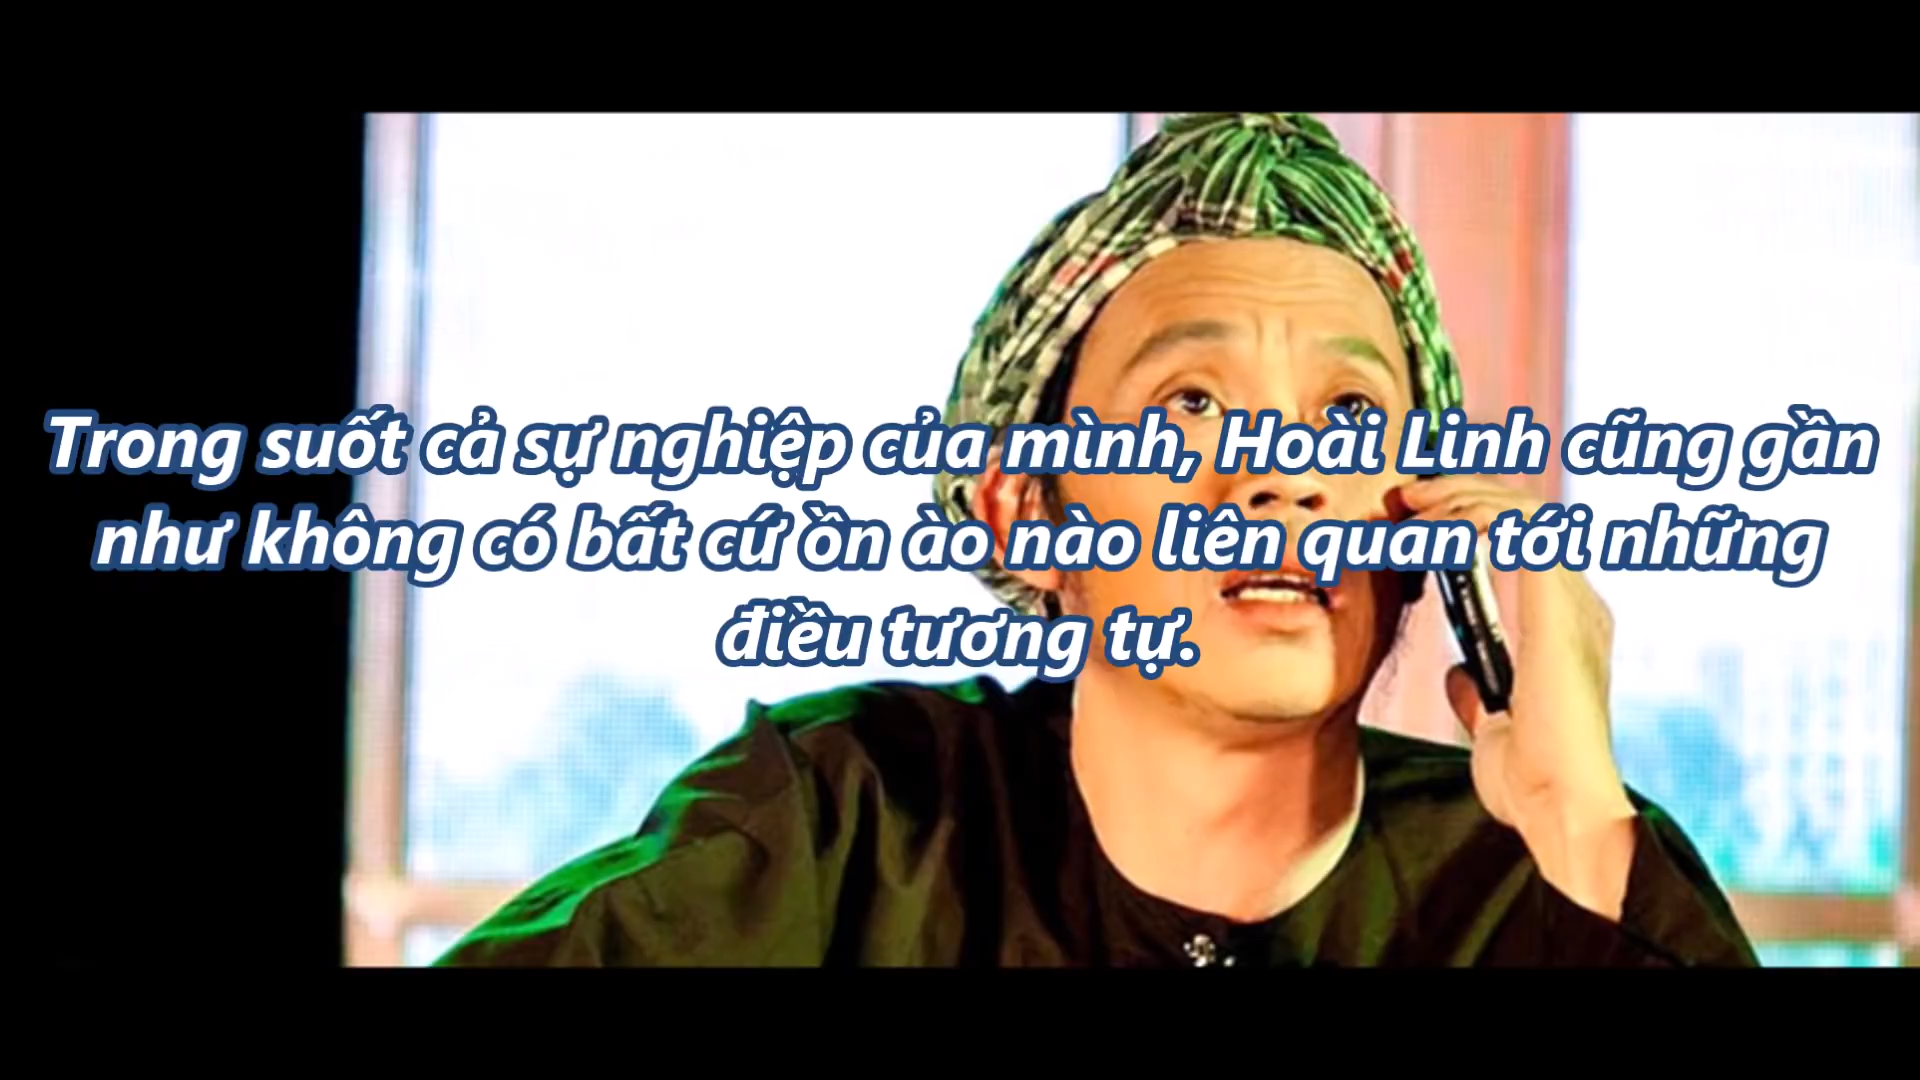 Trong suốt cả sự nghiệp của mình, Hoài Linh cũng gần
như không có bất cứ ồn ào nào liên quan tới những
điều tương tự.